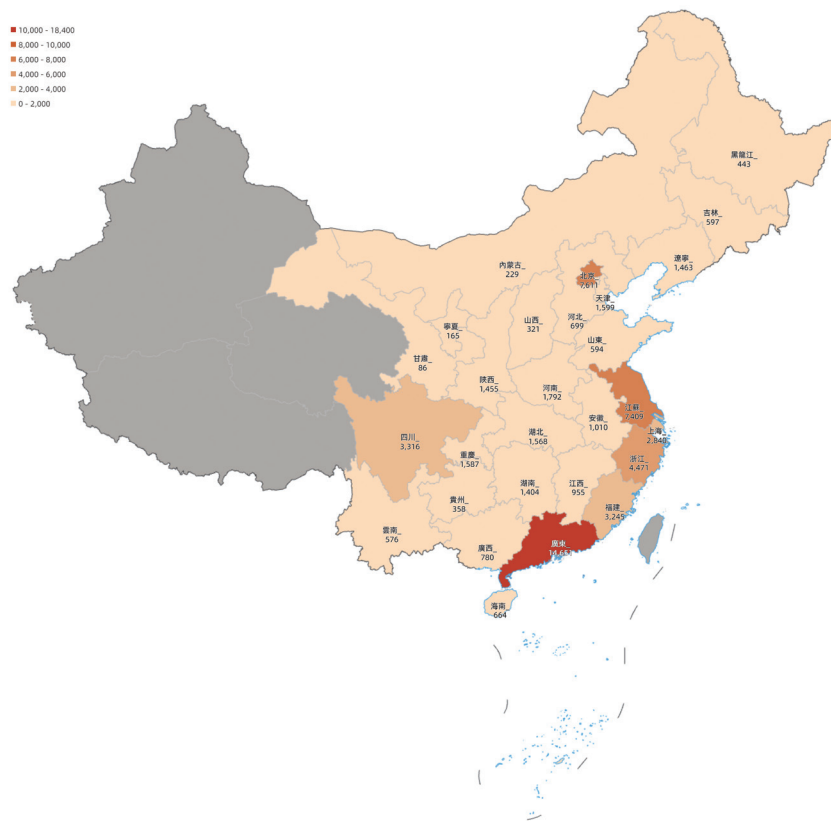 10,000 - 18,400
8,000 - 10,000
6,000 - 8,000
4,000 - 6,000
2,000 - 4,000
0 - 2,000
黑龍江_
443
吉林_
597
遼寧_
1,463
內蒙古_
229
北京_
7,611
天津_
1,599
河北_
699
山西_
321
山東_
594
寧夏_
165
甘肅_
86
陝西_
1,455
河南_
1,792
江蘇_
7,409
安徽_
1,010
上海_
2,840
浙江_
4,471
湖北_
1,568
四川_
3,316
重慶_
1,587
湖南_
1,404
江西_
955
福建_
3,245
貴州_
358
雲南_
576
廣西_
780
廣東_
海南_
664